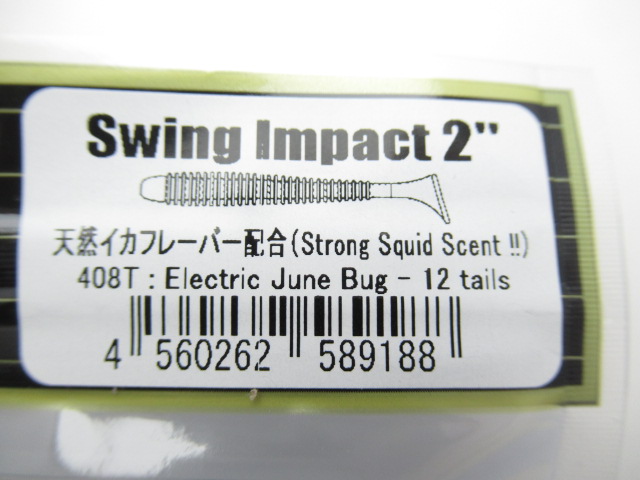 Swing Impact 2"
天然イカフレーバー配合(Strong Squid Scent !!)
408T : Electric June Bug - 12 tails
4 560262 589188